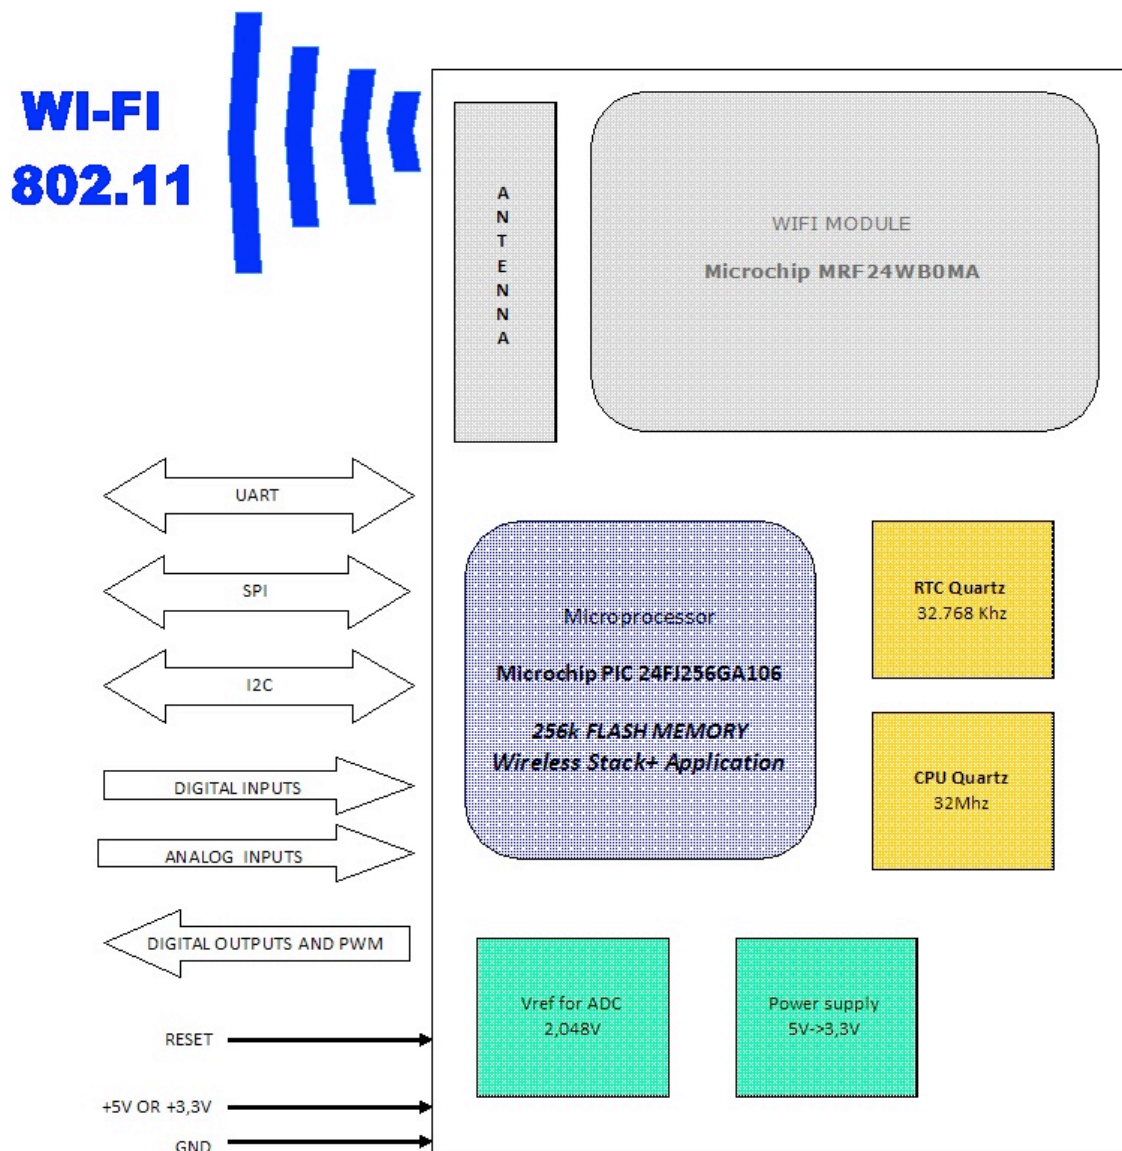 WI-FI
802.11
A
N
T
E
N
N
A
WIFI MODULE
Microchip MRF24WB0MA
UART
SPI
I2C
DIGITAL INPUTS
ANALOG INPUTS
DIGITAL OUTPUTS AND PWM
RESET
+5V OR +3,3V
GND
Microprocessor
Microchip PIC 24FJ256GA106
256k FLASH MEMORY
Wireless Stack+ Application
RTC Quartz
32.768 Khz
CPU Quartz
32Mhz
Vref for ADC
2,048V
Power supply
5V->3,3V